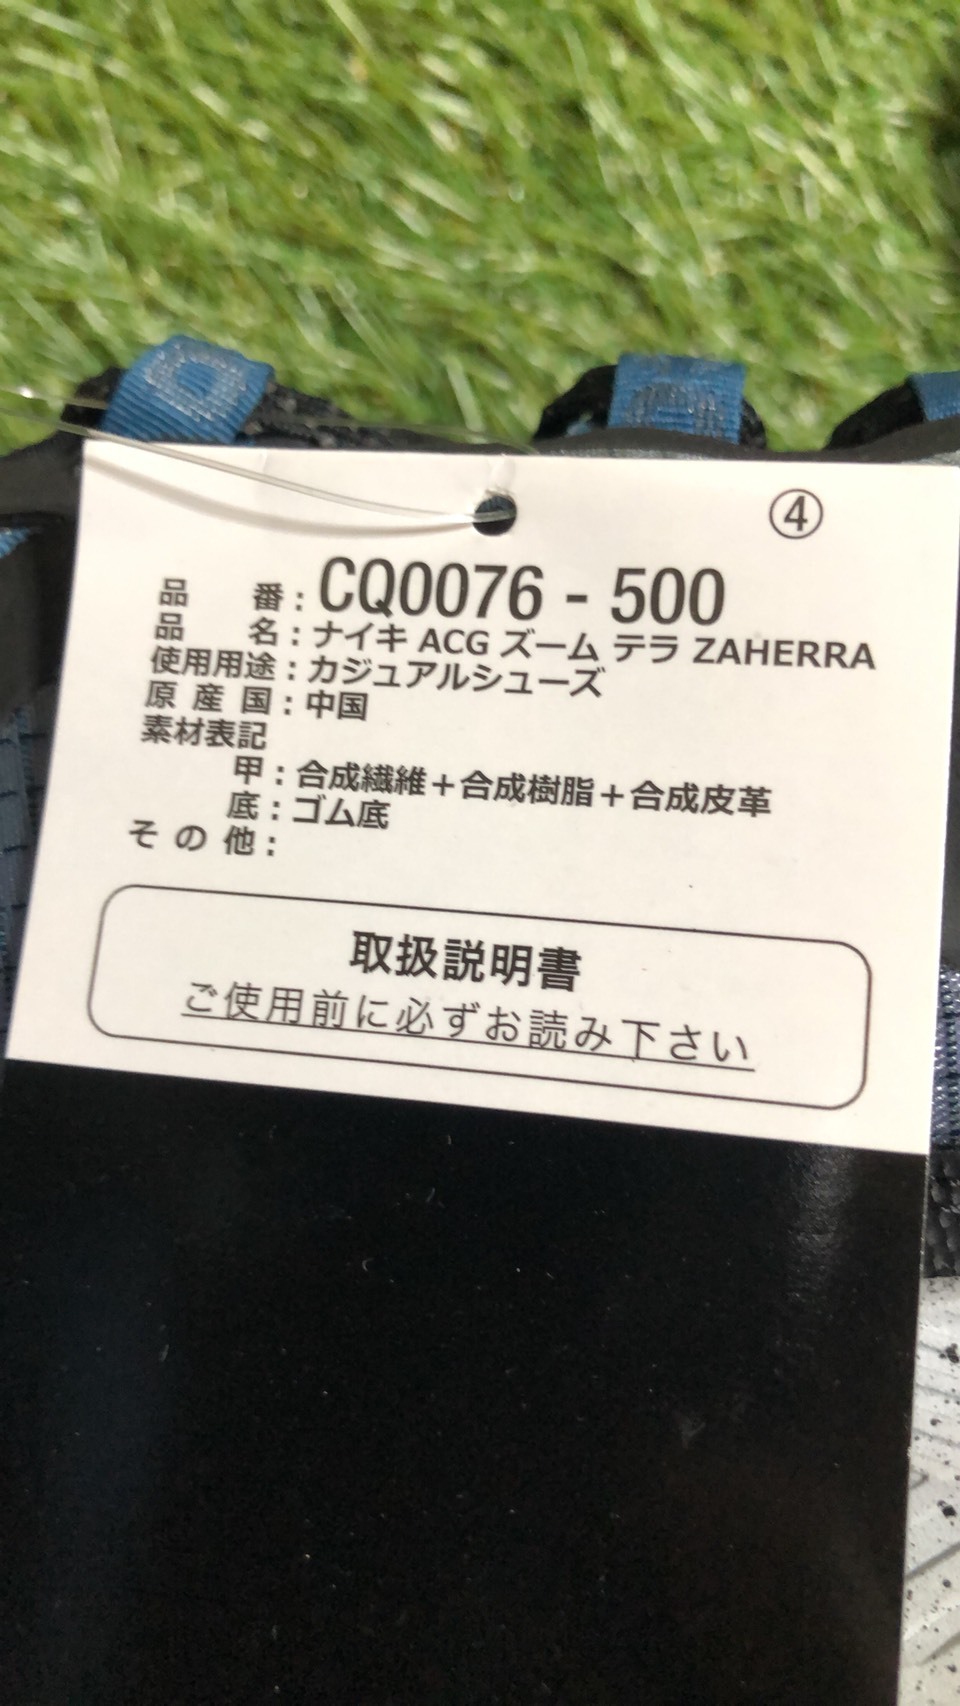 ④
品番:CQ0076-500
品名:ナイキ ACG ズーム テラ ZAHERRA
使用用途:カジュアルシューズ
原産国:中国
素材表記
甲:合成繊維+合成樹脂+合成皮革
底:ゴム底
その他:
取扱説明書
ご使用前に必ずお読み下さい